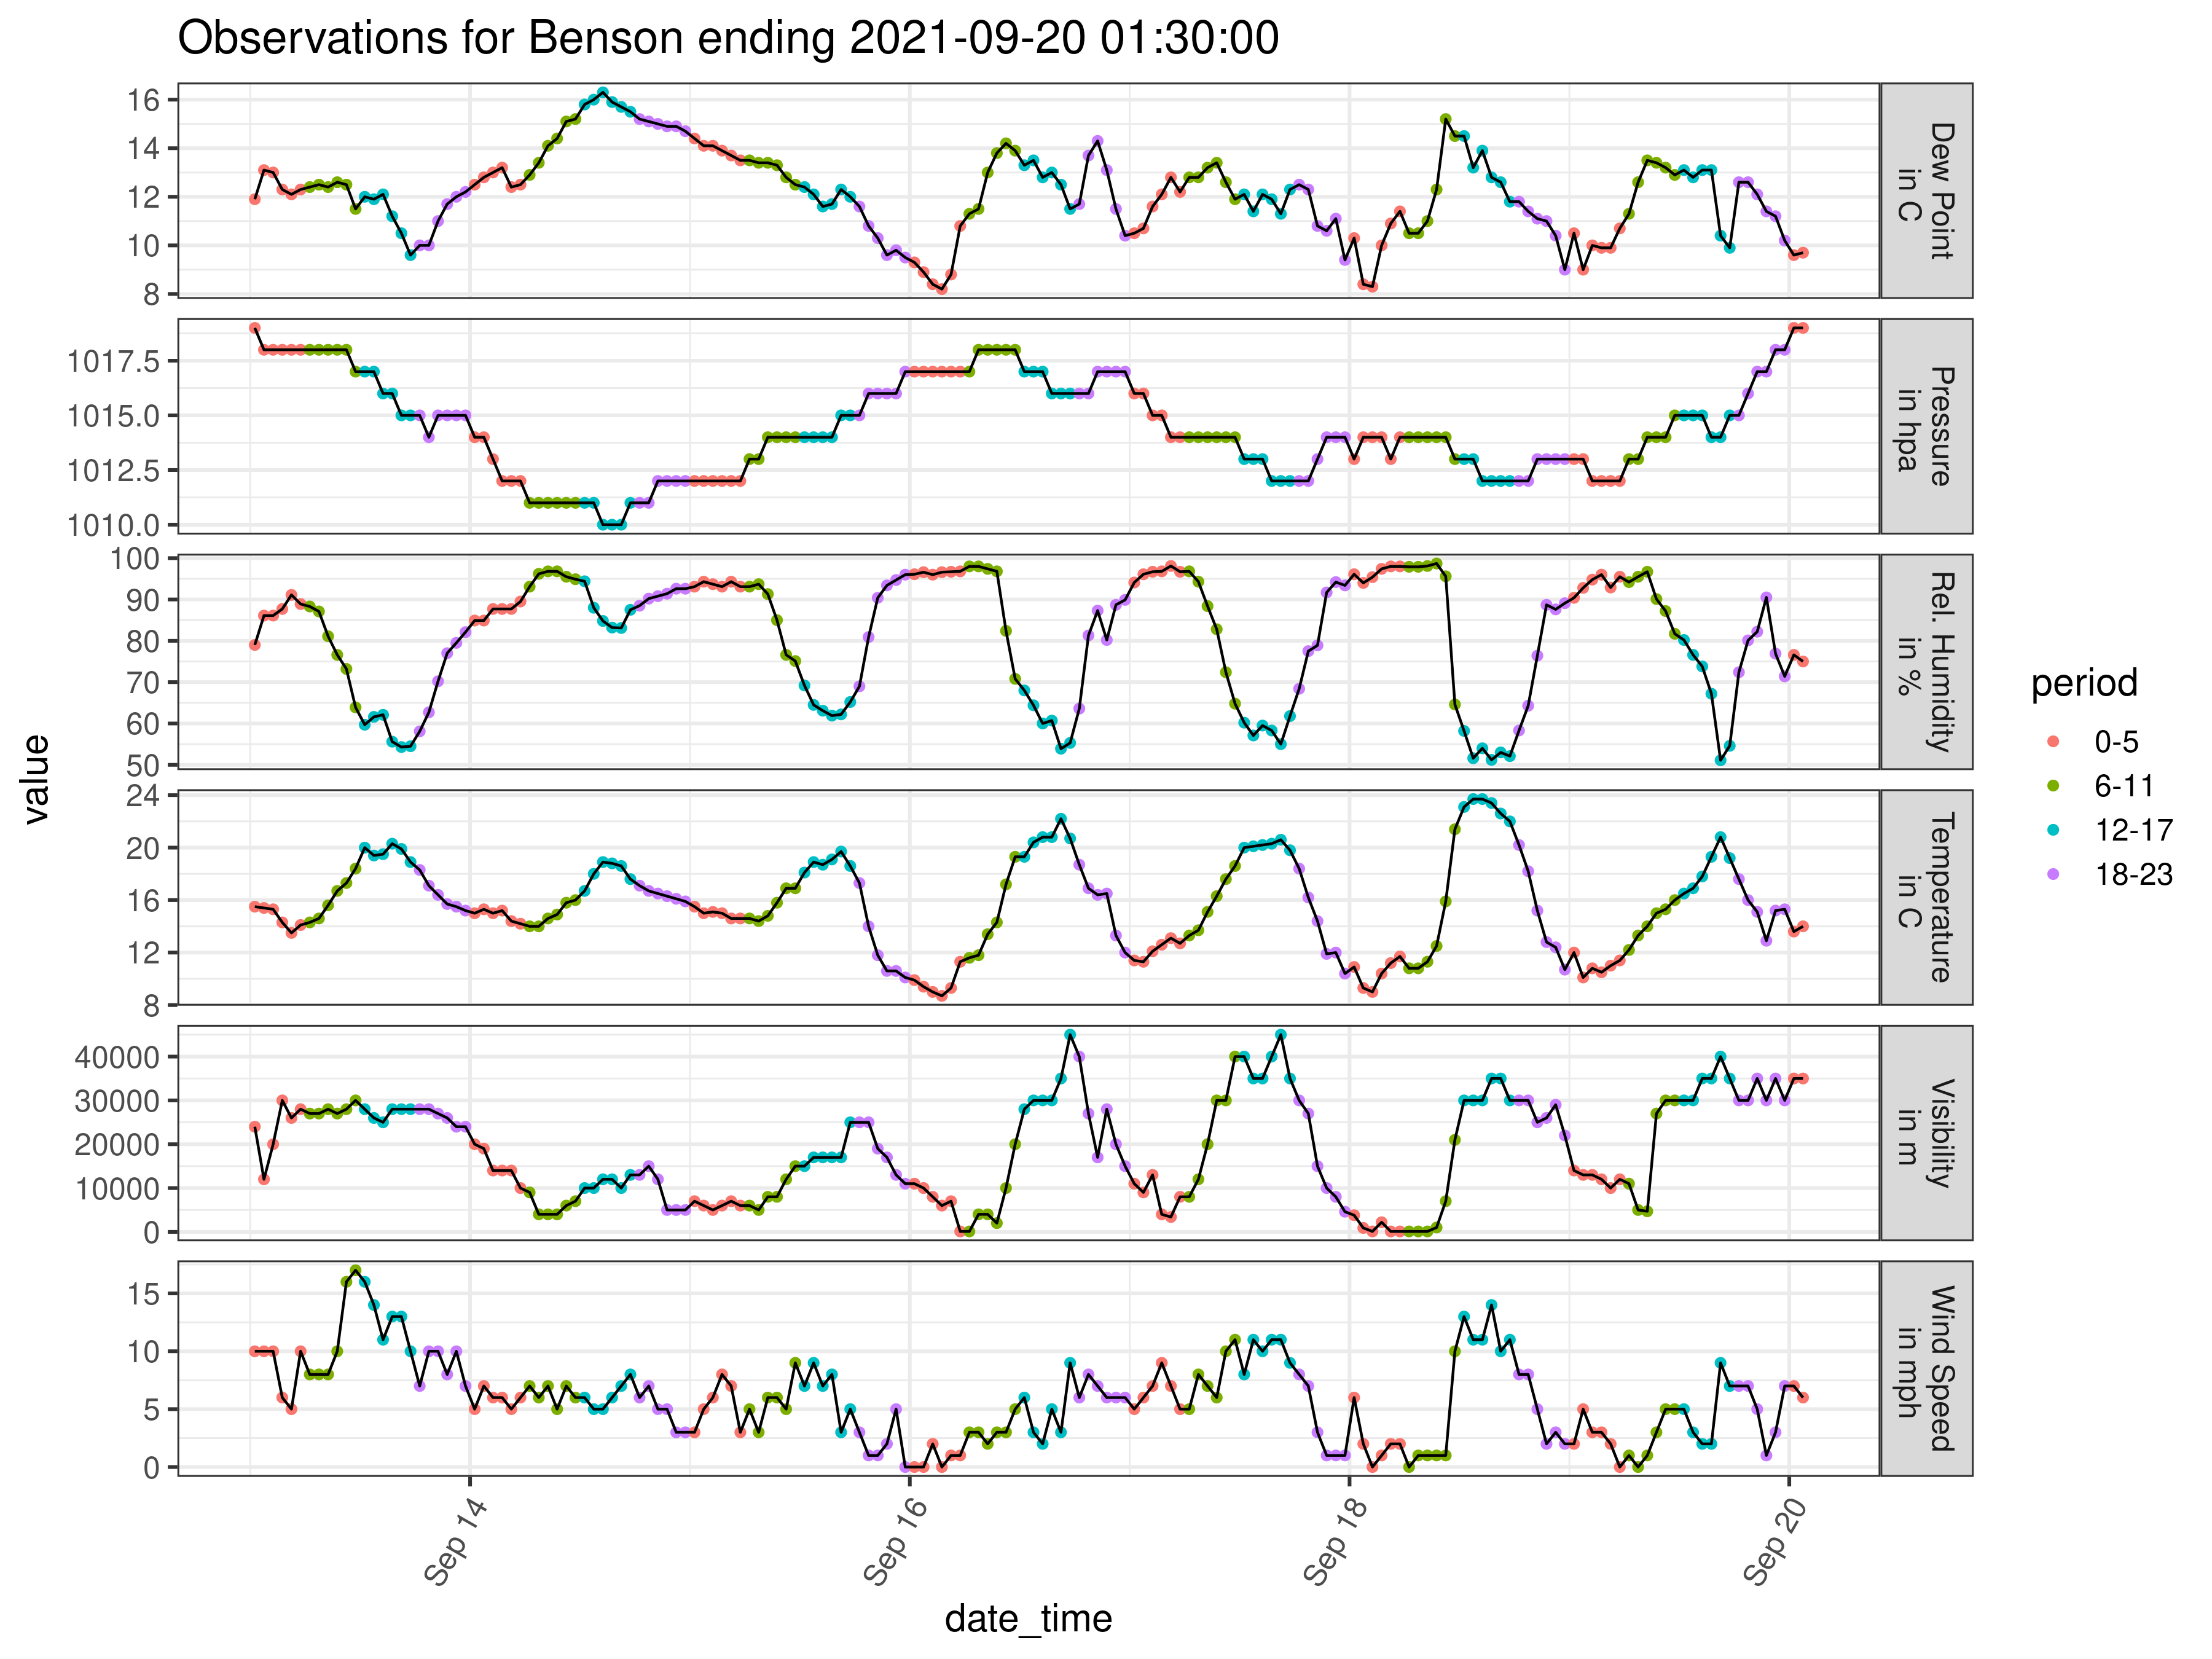 Observations for Benson ending 2021-09-20 01:30:00
value
16
14
12
10
8
Dew Point
in C
1017.5
1015.0
1012.5
1010.0
Pressure
in hpa
100
90
80
70
60
50
Rel. Humidity
in %
24
20
16
12
8
Temperature
in C
40000
30000
20000
10000
0
Visibility
in m
15
10
5
0
Wind Speed
in mph
Sep 14
Sep 16
Sep 18
Sep 20
date_time
period
0-5
6-11
12-17
18-23